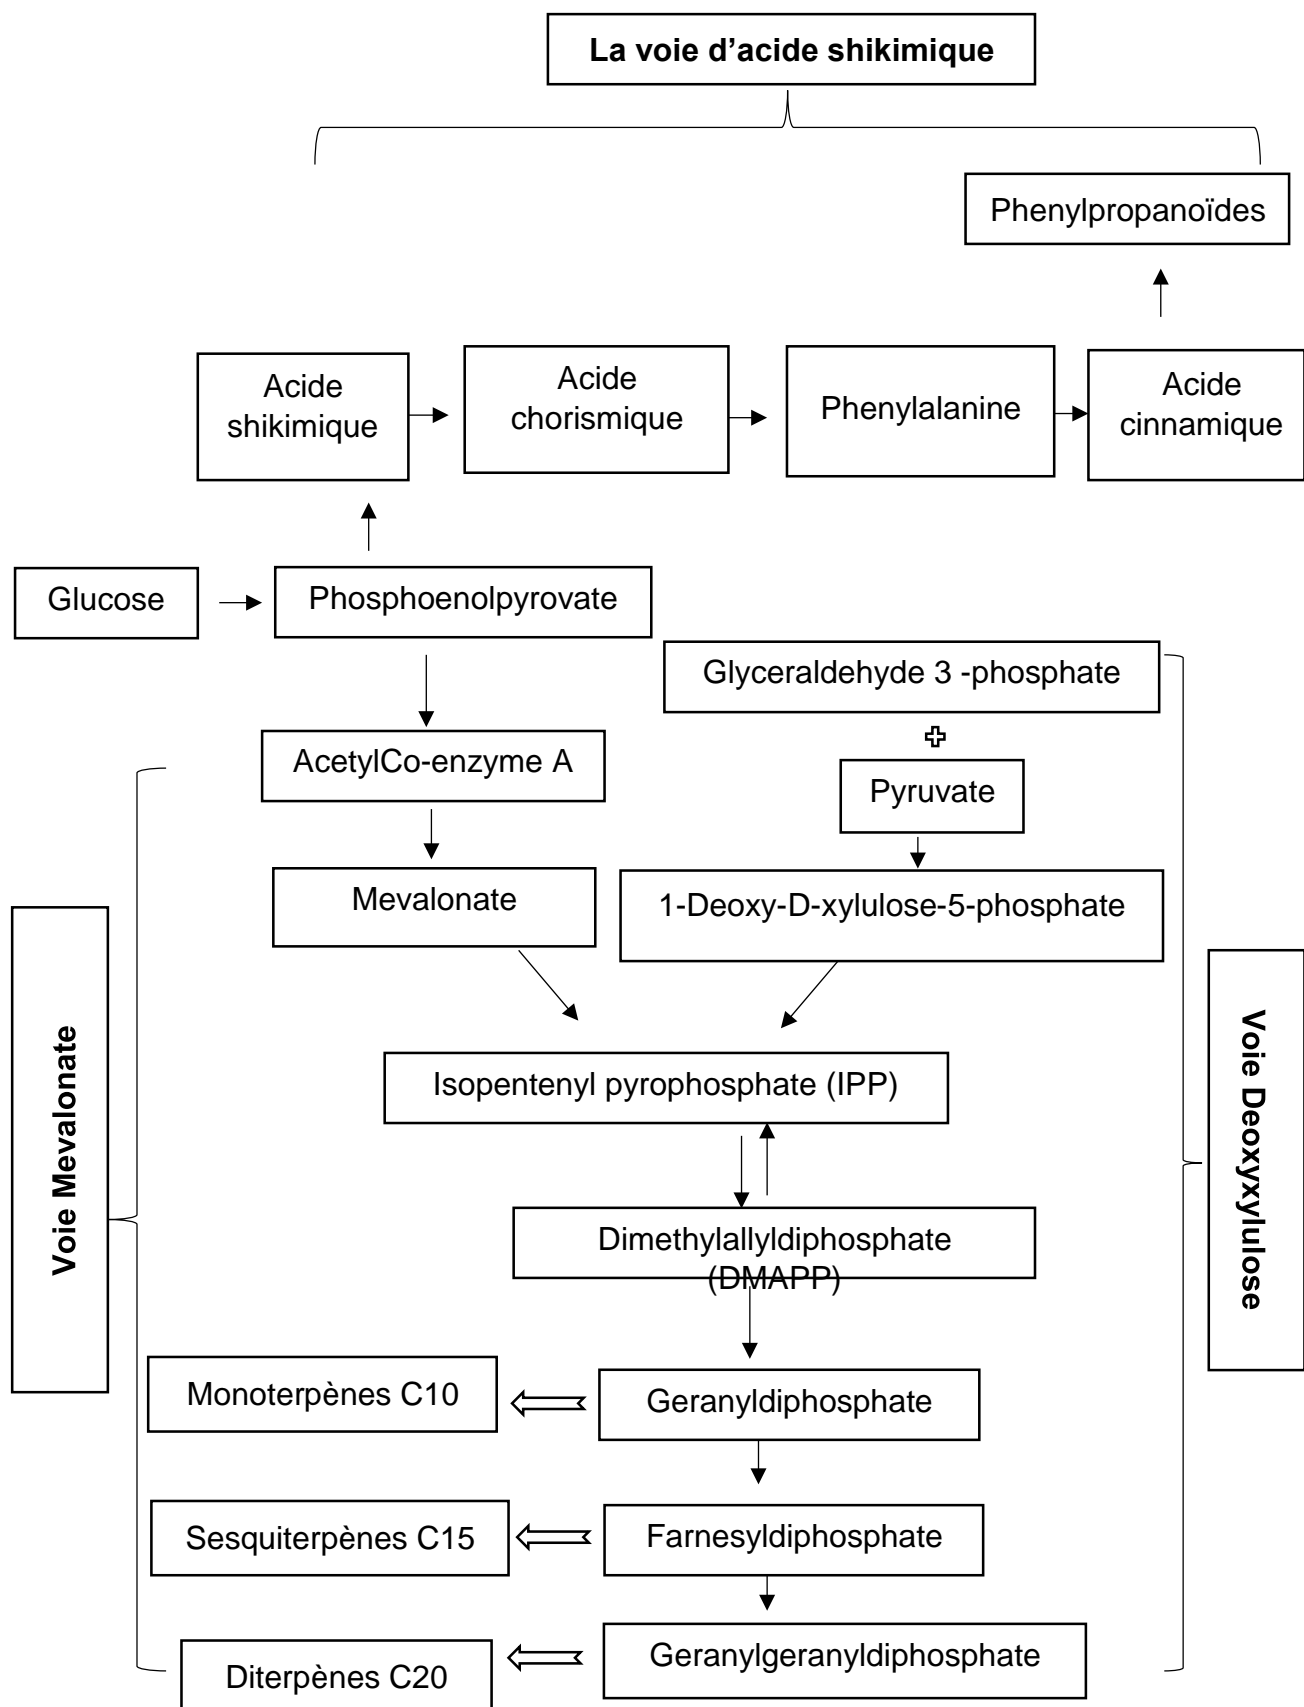 La voie d’acide shikimique
Phenylpropanoïdes
Acide
shikimique
Acide
chorismique
Phenylalanine
Acide
cinnamique
Glucose
Phosphoenolpyrovate
Glyceraldehyde 3 -phosphate
AcetylCo-enzyme A
Pyruvate
Mevalonate
1-Deoxy-D-xylulose-5-phosphate
Voie Mevalonate
Voie Deoxyxylulose
Isopentenyl pyrophosphate (IPP)
Dimethylallyldiphosphate
(DMAPP)
Monoterpènes C10
Geranyldiphosphate
Sesquiterpènes C15
Farnesyldiphosphate
Diterpènes C20
Geranylgeranyldiphosphate